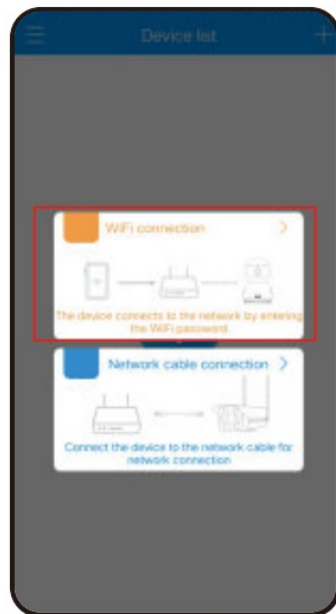 Device list
WiFi connection
The device connects to the network by entering
the WiFi password
Network cable connection
Connect the device to the network cable for
network connection